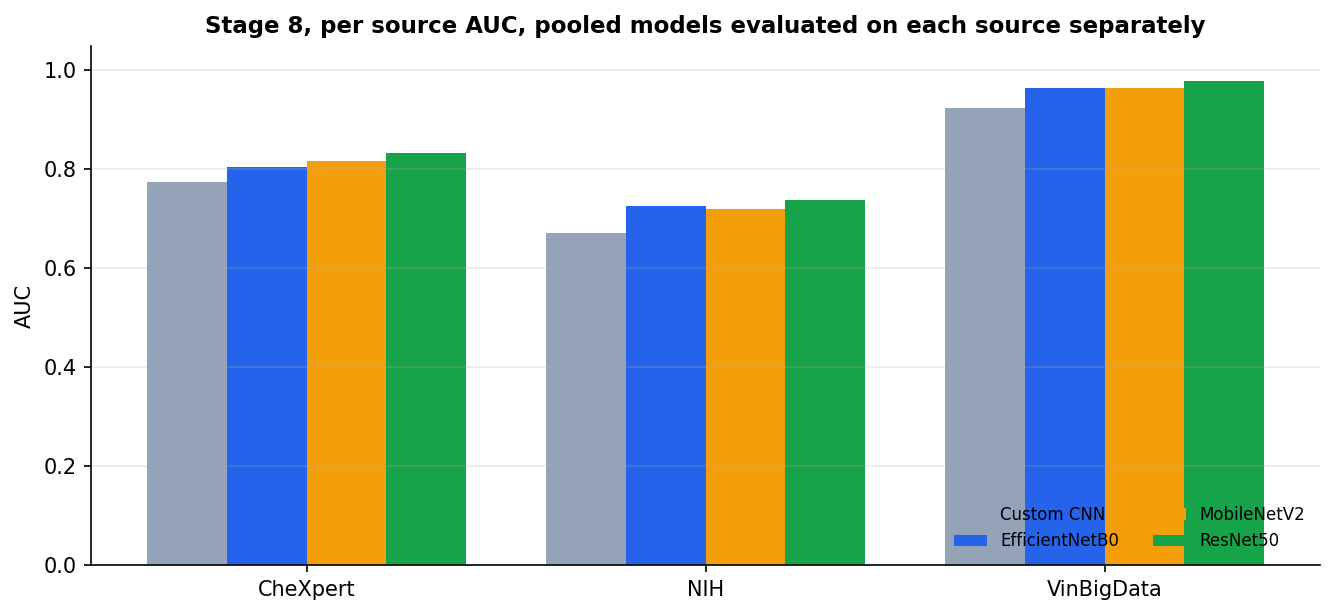 Stage 8, per source AUC, pooled models evaluated on each source separately
1.0
0.8
0.6
0.4
0.2
0.0
AUC
Custom CNN
EfficientNetB0
MobileNetV2
ResNet50
CheXpert
NIH
VinBigData